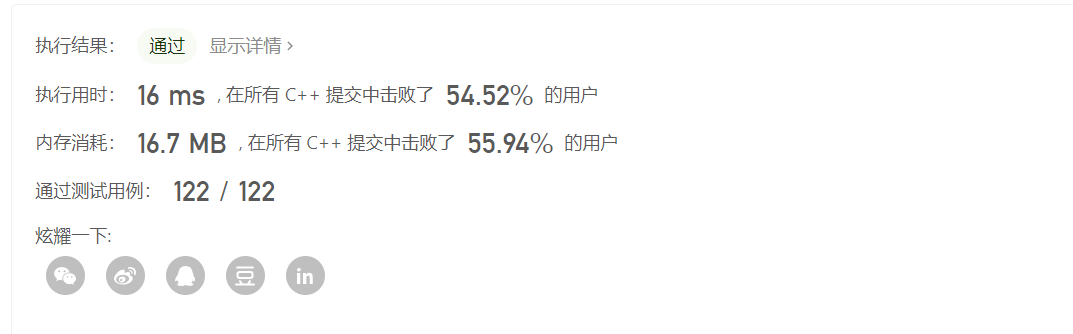 执行结果： 通过 显示详情 >
执行用时： 16 ms , 在所有 C++ 提交中击败了 54.52% 的用户
内存消耗： 16.7 MB , 在所有 C++ 提交中击败了 55.94% 的用户
通过测试用例： 122 / 122
炫耀一下:
豆 in